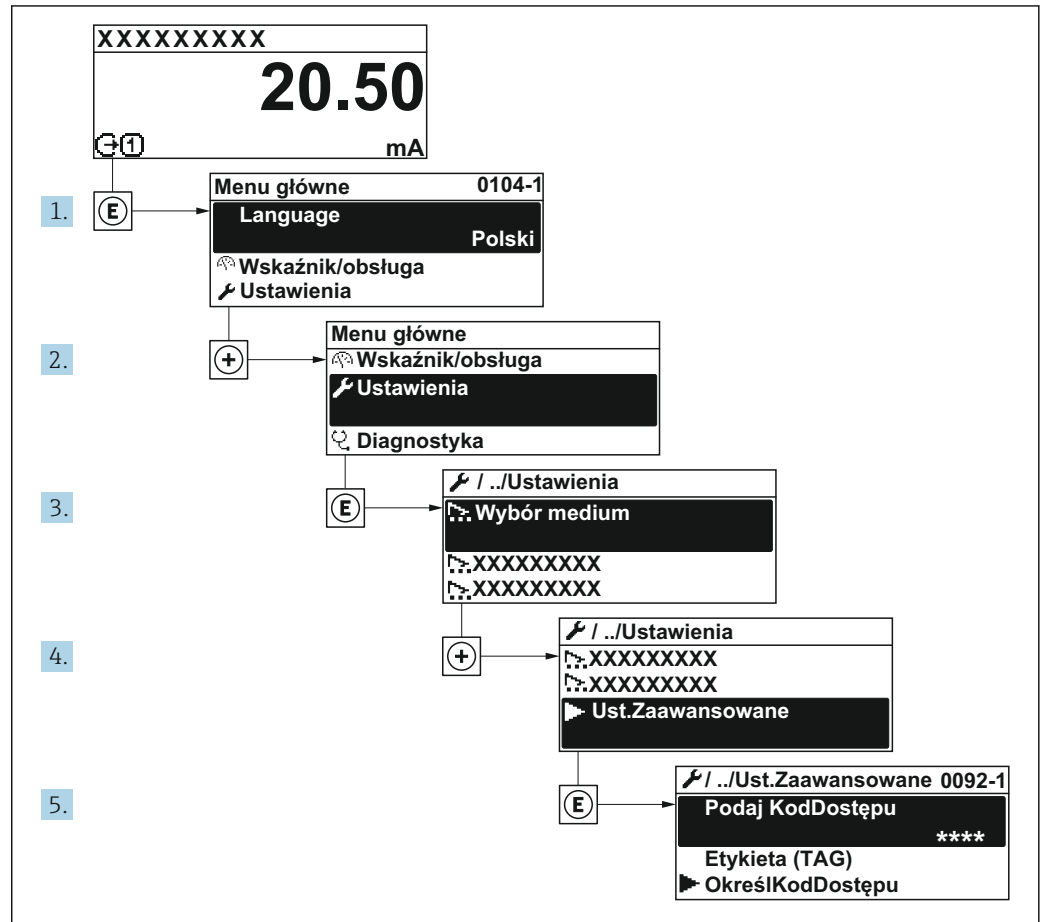 XXXXXXXXX
20.50
1 mA
1. E Menu główne 0104-1
Language
Polski
Wskaźnik/obsługa
Ustawienia
2. + Menu główne
Wskaźnik/obsługa
Ustawienia
Diagnostyka
3. E / ../Ustawienia
Wybór medium
XXXXXXXXX
XXXXXXXXX
4. + / ../Ustawienia
XXXXXXXXX
XXXXXXXXX
Ust.Zaawansowane
5. E / ../Ust.Zaawansowane 0092-1
Podaj KodDostępu
****
Etykieta (TAG)
OkreślKodDostępu